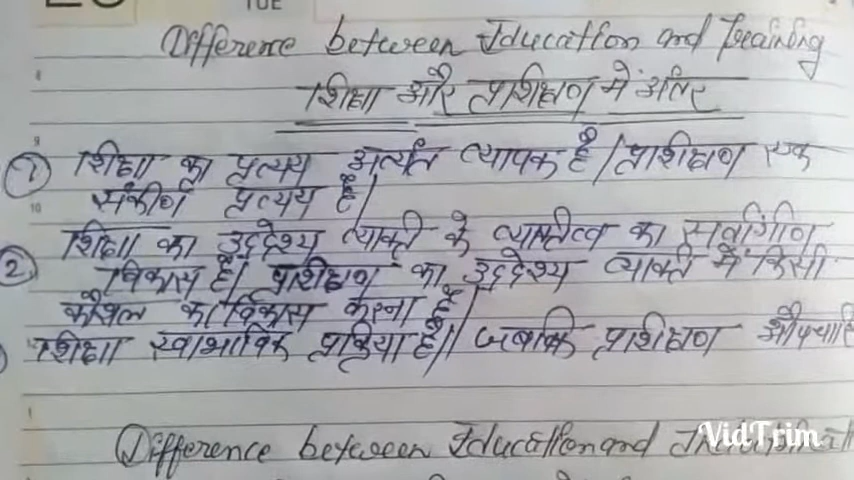 TUE
Difference between Education and Training
शिक्षा और प्रशिक्षण में अंतर
① शिक्षा का प्रत्यय अत्यंत व्यापक है। प्रशिक्षण एक
संकीर्ण प्रत्यय है।
② शिक्षा का उद्देश्य व्यक्ति के व्यक्तित्व का सर्वांगीण
विकास है। प्रशिक्षण का उद्देश्य व्यक्ति में किसी
कौशल का विकास करना है।
शिक्षा स्वाभाविक प्रक्रिया है। जबकि प्रशिक्षण
Difference between Education and
VidTrim